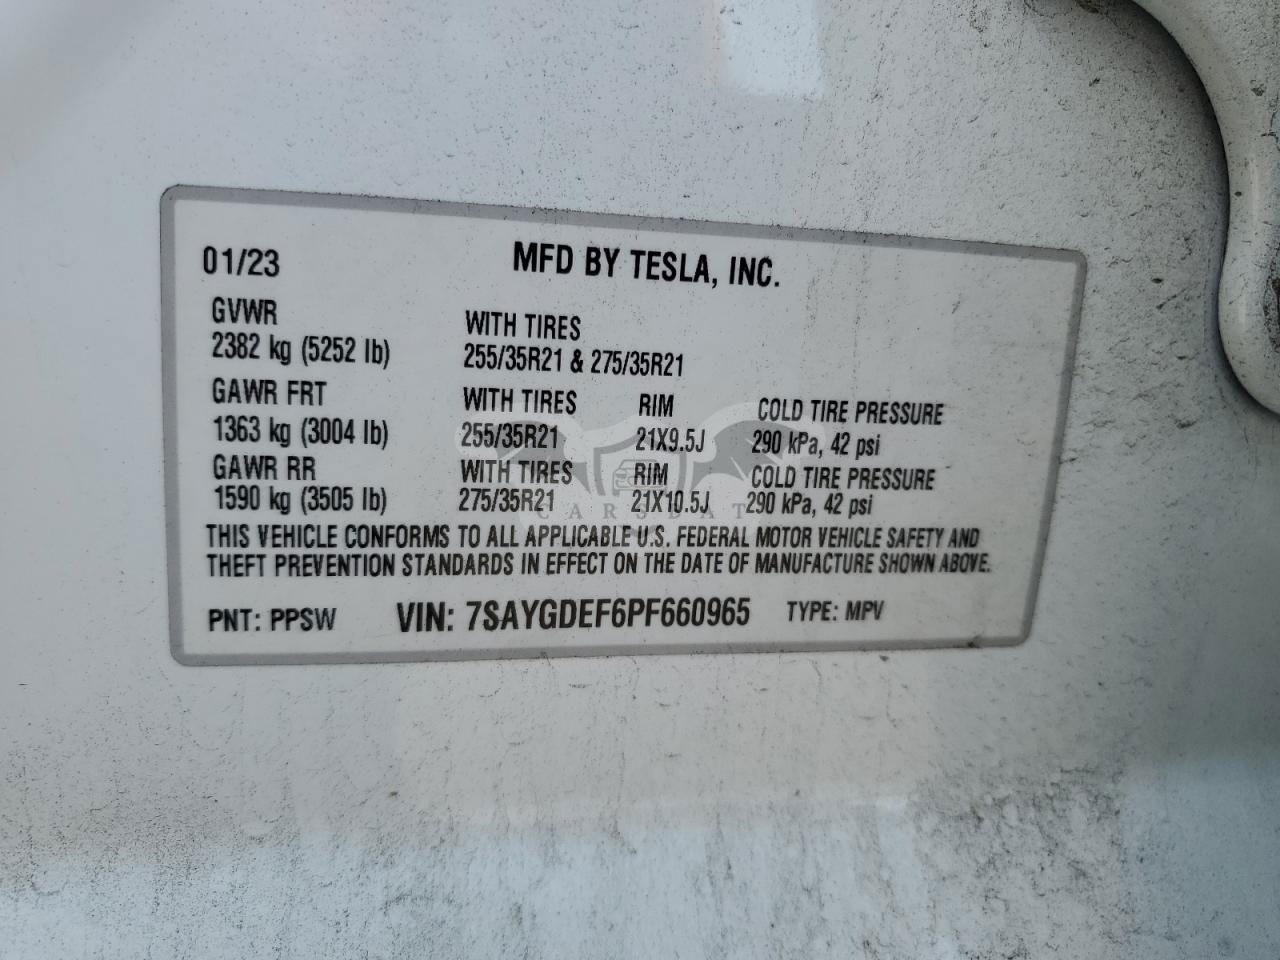 01/23 MFD BY TESLA, INC.
GVWR WITH TIRES
2382 kg (5252 lb) 255/35R21 & 275/35R21
GAWR FRT WITH TIRES RIM COLD TIRE PRESSURE
1363 kg (3004 lb) 255/35R21 21X9.5J 290 kPa, 42 psi
GAWR RR WITH TIRES RIM COLD TIRE PRESSURE
1590 kg (3505 lb) 275/35R21 21X10.5J 290 kPa, 42 psi
CARSDAT
THIS VEHICLE CONFORMS TO ALL APPLICABLE U.S. FEDERAL MOTOR VEHICLE SAFETY AND
THEFT PREVENTION STANDARDS IN EFFECT ON THE DATE OF MANUFACTURE SHOWN ABOVE.
PNT: PPSW VIN: 7SAYGDEF6PF660965 TYPE: MPV